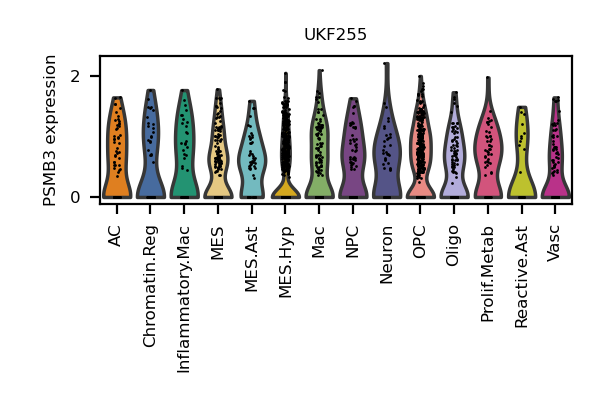 UKF255
PSMB3 expression
2
0
AC
Chromatin.Reg
Inflammatory.Mac
MES
MES.Ast
MES.Hyp
Mac
NPC
Neuron
OPC
Oligo
Prolif.Metab
Reactive.Ast
Vasc